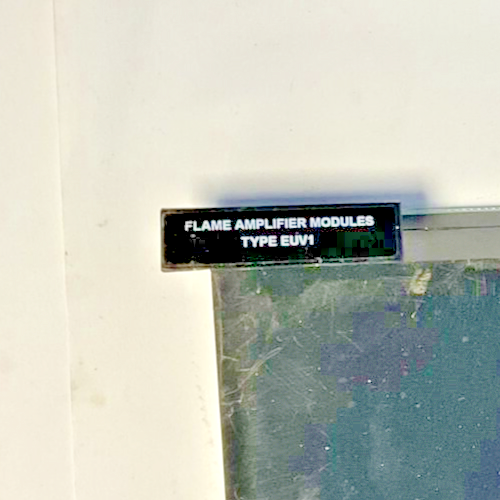 FLAME AMPLIFIER MODULES
TYPE EUV1